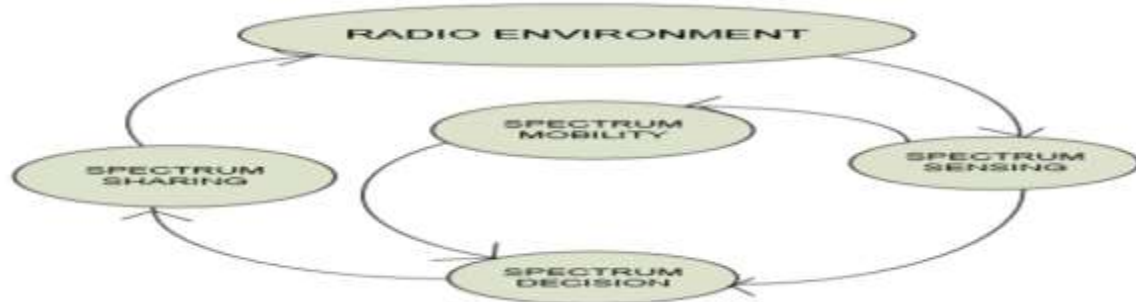 RADIO ENVIRONMENT
SPECTRUM
MOBILITY
SPECTRUM
SENSING
SPECTRUM
SHARING
SPECTRUM
DECISION